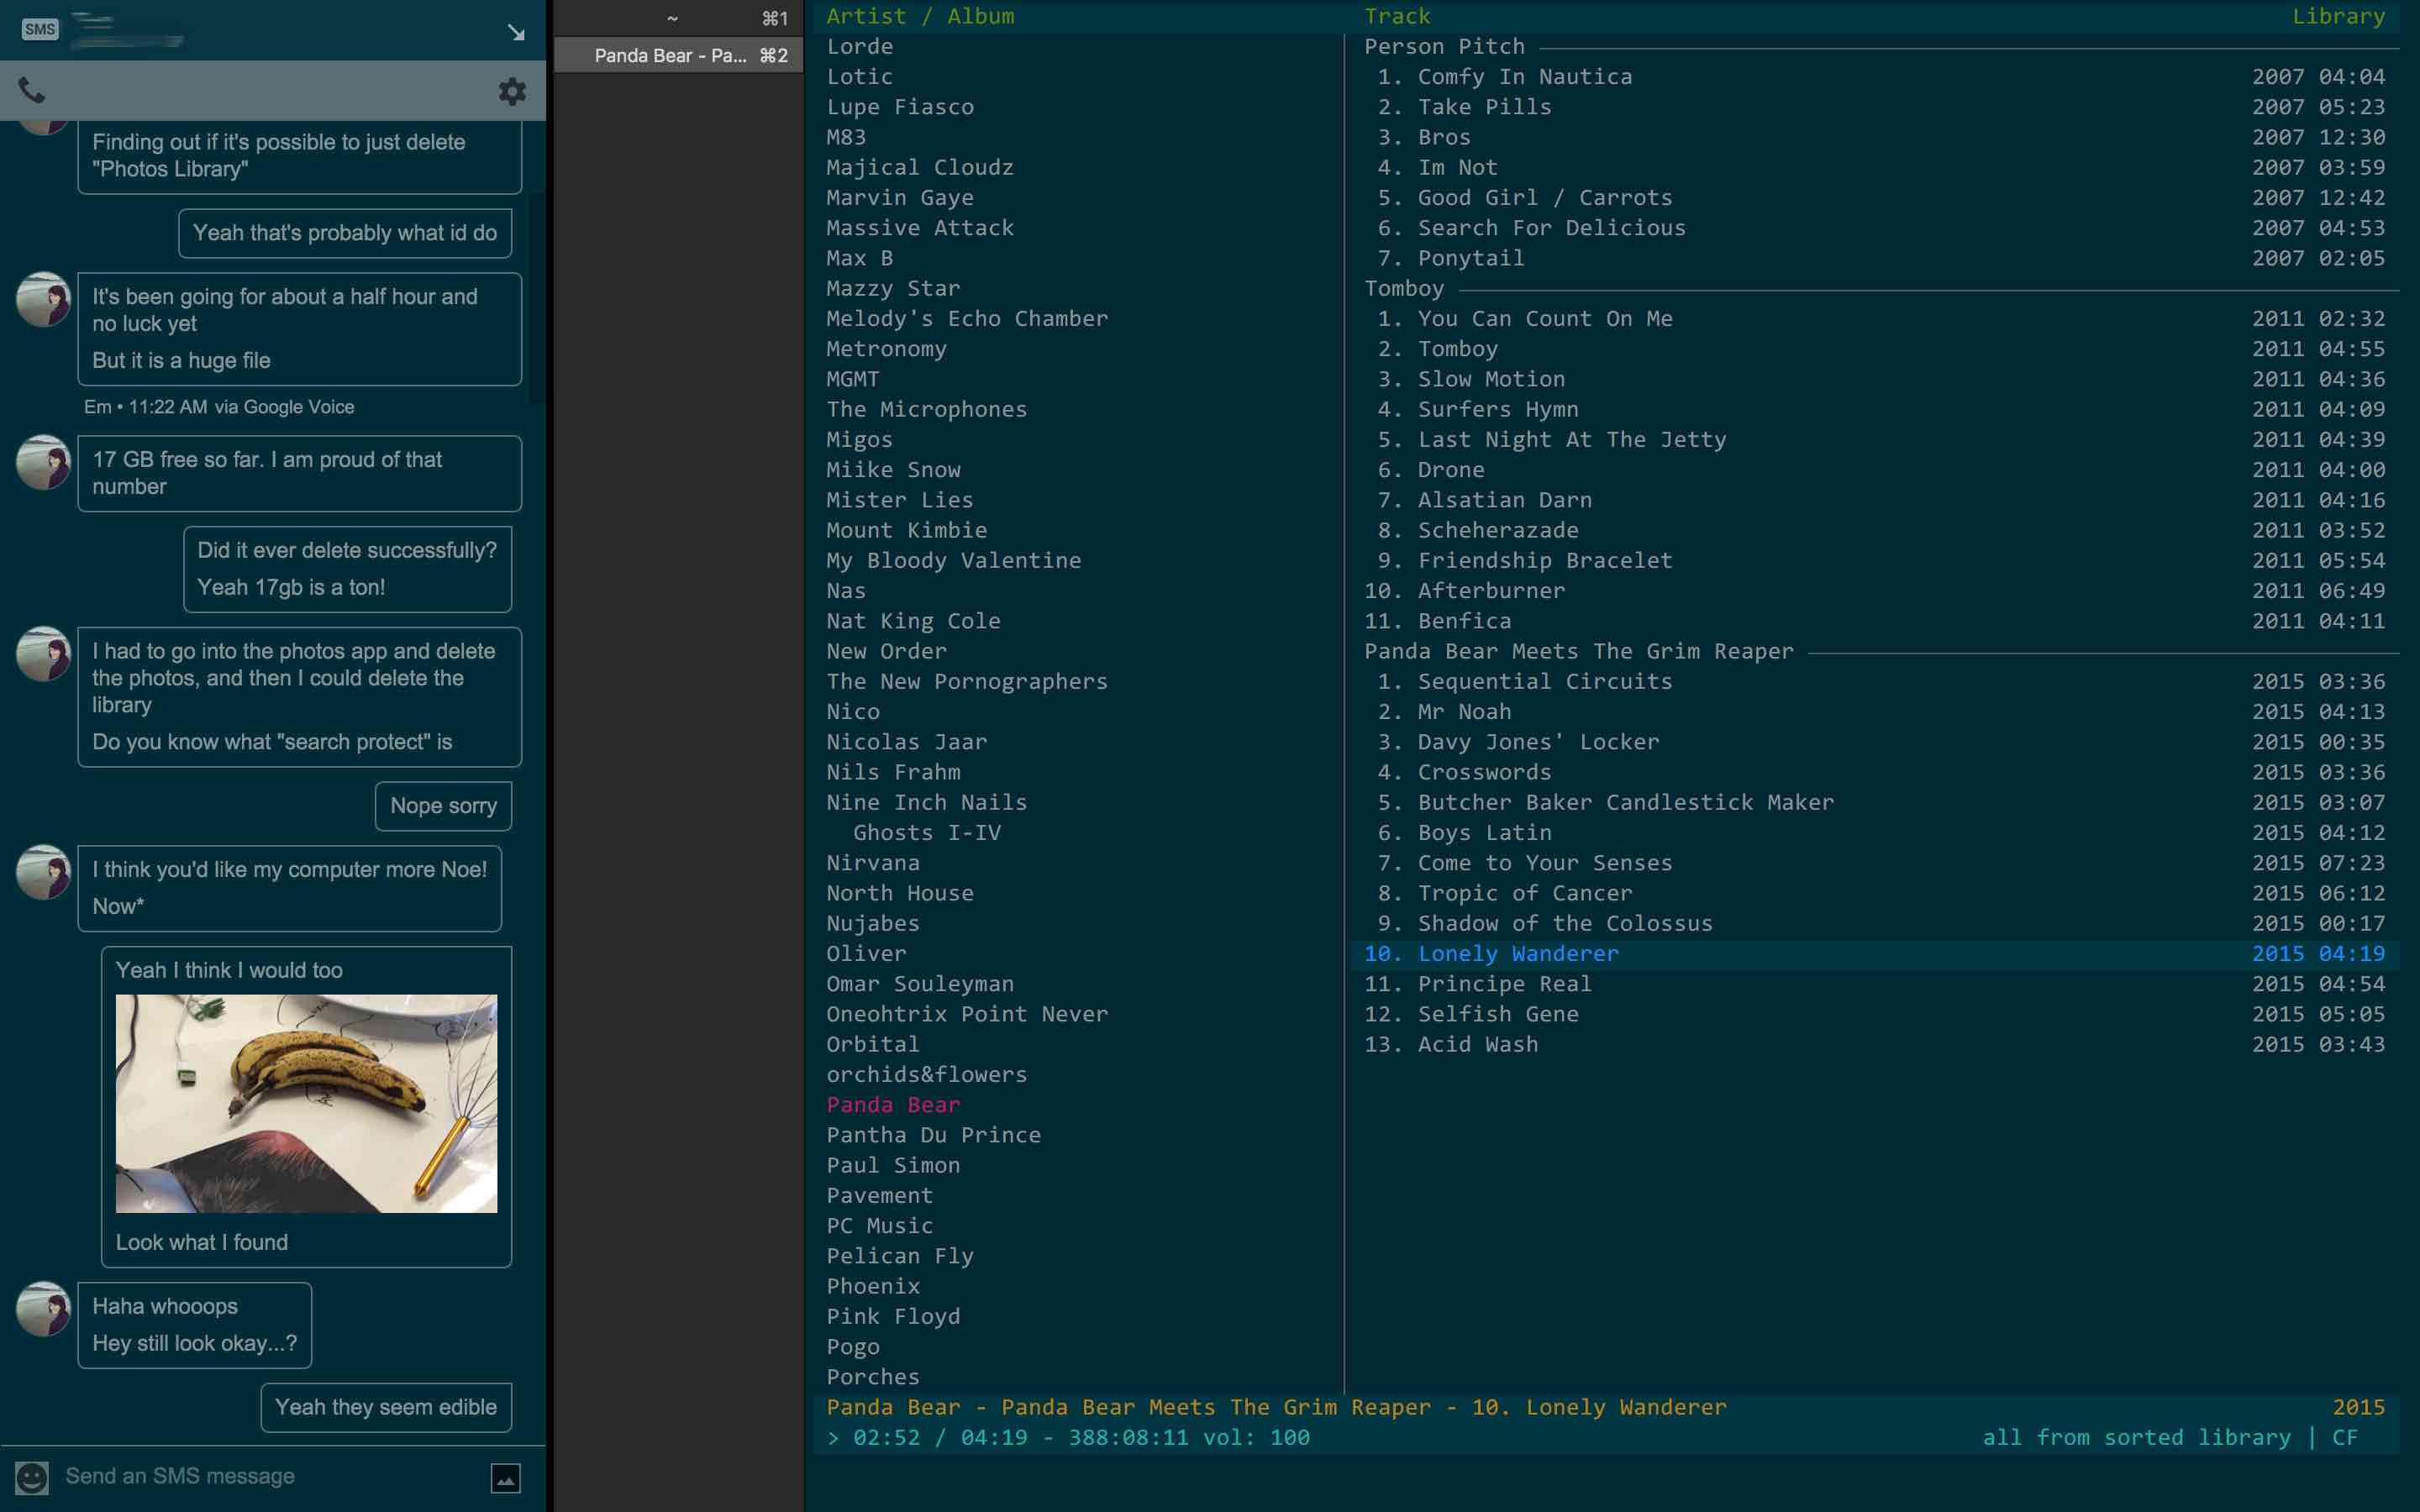 SMS
Finding out if it's possible to just delete
"Photos Library"
Yeah that's probably what id do
It's been going for about a half hour and
no luck yet
But it is a huge file
Em • 11:22 AM via Google Voice
17 GB free so far. I am proud of that
number
Did it ever delete successfully?
Yeah 17gb is a ton!
I had to go into the photos app and delete
the photos, and then I could delete the
library
Do you know what "search protect" is
Nope sorry
I think you'd like my computer more Noe!
Now*
Yeah I think I would too
Look what I found
Haha whooops
Hey still look okay...?
Yeah they seem edible
Send an SMS message
~ ⌘1
Panda Bear - Pa... ⌘2
Artist / Album
Lorde
Lotic
Lupe Fiasco
M83
Majical Cloudz
Marvin Gaye
Massive Attack
Max B
Mazzy Star
Melody's Echo Chamber
Metronomy
MGMT
The Microphones
Migos
Miike Snow
Mister Lies
Mount Kimbie
My Bloody Valentine
Nas
Nat King Cole
New Order
The New Pornographers
Nico
Nicolas Jaar
Nils Frahm
Nine Inch Nails
Ghosts I-IV
Nirvana
North House
Nujabes
Oliver
Omar Souleyman
Oneohtrix Point Never
Orbital
orchids&flowers
Panda Bear
Pantha Du Prince
Paul Simon
Pavement
PC Music
Pelican Fly
Phoenix
Pink Floyd
Pogo
Porches
Track Library
Person Pitch
1. Comfy In Nautica 2007 04:04
2. Take Pills 2007 05:23
3. Bros 2007 12:30
4. Im Not 2007 03:59
5. Good Girl / Carrots 2007 12:42
6. Search For Delicious 2007 04:53
7. Ponytail 2007 02:05
Tomboy
1. You Can Count On Me 2011 02:32
2. Tomboy 2011 04:55
3. Slow Motion 2011 04:36
4. Surfers Hymn 2011 04:09
5. Last Night At The Jetty 2011 04:39
6. Drone 2011 04:00
7. Alsatian Darn 2011 04:16
8. Scheherazade 2011 03:52
9. Friendship Bracelet 2011 05:54
10. Afterburner 2011 06:49
11. Benfica 2011 04:11
Panda Bear Meets The Grim Reaper
1. Sequential Circuits 2015 03:36
2. Mr Noah 2015 04:13
3. Davy Jones' Locker 2015 00:35
4. Crosswords 2015 03:36
5. Butcher Baker Candlestick Maker 2015 03:07
6. Boys Latin 2015 04:12
7. Come to Your Senses 2015 07:23
8. Tropic of Cancer 2015 06:12
9. Shadow of the Colossus 2015 00:17
10. Lonely Wanderer 2015 04:19
11. Principe Real 2015 04:54
12. Selfish Gene 2015 05:05
13. Acid Wash 2015 03:43
Panda Bear - Panda Bear Meets The Grim Reaper - 10. Lonely Wanderer 2015
> 02:52 / 04:19 - 388:08:11 vol: 100 all from sorted library | CF